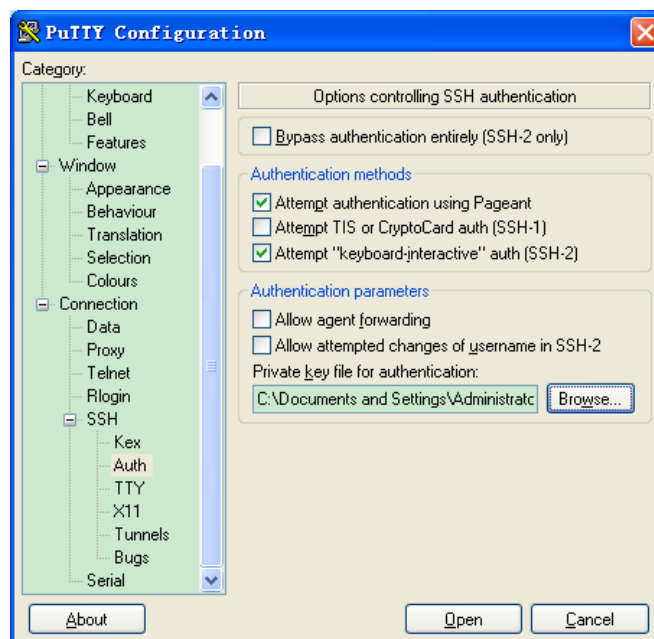 PuTTY Configuration
Category:
Keyboard
Bell
Features
Window
Appearance
Behaviour
Translation
Selection
Colours
Connection
Data
Proxy
Telnet
Rlogin
SSH
Kex
Auth
TTY
X11
Tunnels
Bugs
Serial
Options controlling SSH authentication
Bypass authentication entirely (SSH-2 only)
Authentication methods
Attempt authentication using Pageant
Attempt TIS or CryptoCard auth (SSH-1)
Attempt "keyboard-interactive" auth (SSH-2)
Authentication parameters
Allow agent forwarding
Allow attempted changes of username in SSH-2
Private key file for authentication:
C:\Documents and Settings\Administratc
Browse...
About
Open
Cancel